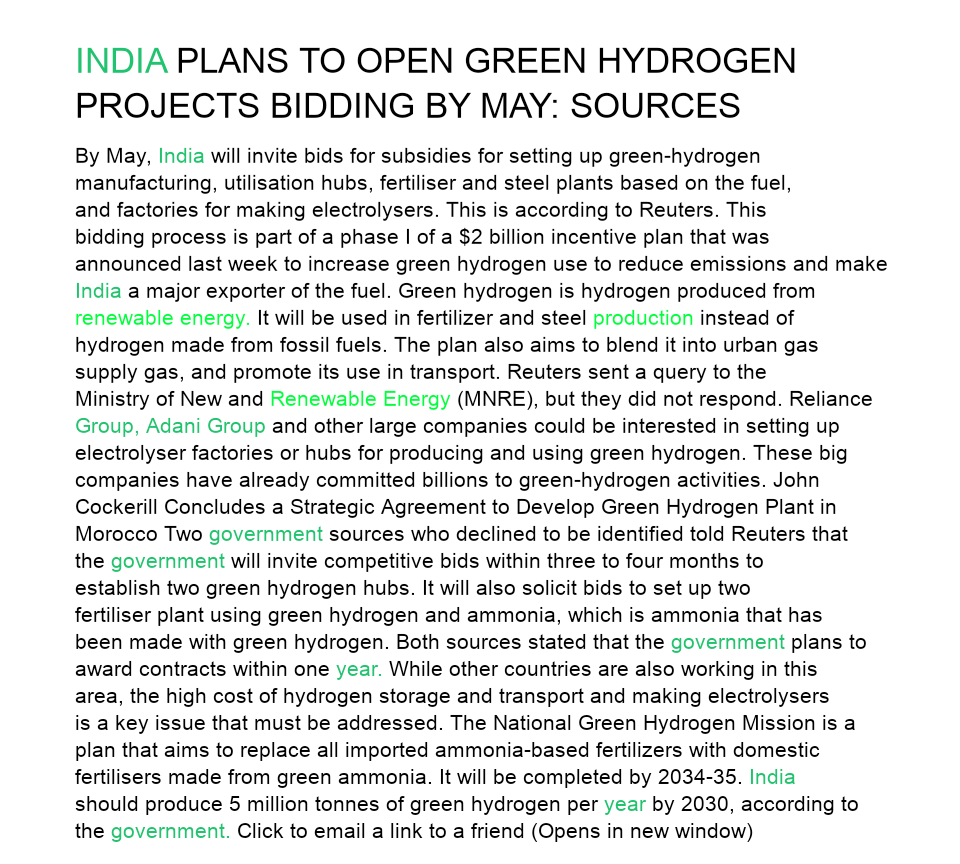 INDIA PLANS TO OPEN GREEN HYDROGEN
PROJECTS BIDDING BY MAY: SOURCES
By May, India will invite bids for subsidies for setting up green-hydrogen
manufacturing, utilisation hubs, fertiliser and steel plants based on the fuel,
and factories for making electrolysers. This is according to Reuters. This
bidding process is part of a phase I of a $2 billion incentive plan that was
announced last week to increase green hydrogen use to reduce emissions and make
India a major exporter of the fuel. Green hydrogen is hydrogen produced from
renewable energy. It will be used in fertilizer and steel production instead of
hydrogen made from fossil fuels. The plan also aims to blend it into urban gas
supply gas, and promote its use in transport. Reuters sent a query to the
Ministry of New and Renewable Energy (MNRE), but they did not respond. Reliance
Group, Adani Group and other large companies could be interested in setting up
electrolyser factories or hubs for producing and using green hydrogen. These big
companies have already committed billions to green-hydrogen activities. John
Cockerill Concludes a Strategic Agreement to Develop Green Hydrogen Plant in
Morocco Two government sources who declined to be identified told Reuters that
the government will invite competitive bids within three to four months to
establish two green hydrogen hubs. It will also solicit bids to set up two
fertiliser plant using green hydrogen and ammonia, which is ammonia that has
been made with green hydrogen. Both sources stated that the government plans to
award contracts within one year. While other countries are also working in this
area, the high cost of hydrogen storage and transport and making electrolysers
is a key issue that must be addressed. The National Green Hydrogen Mission is a
plan that aims to replace all imported ammonia-based fertilizers with domestic
fertilisers made from green ammonia. It will be completed by 2034-35. India
should produce 5 million tonnes of green hydrogen per year by 2030, according to
the government. Click to email a link to a friend (Opens in new window)